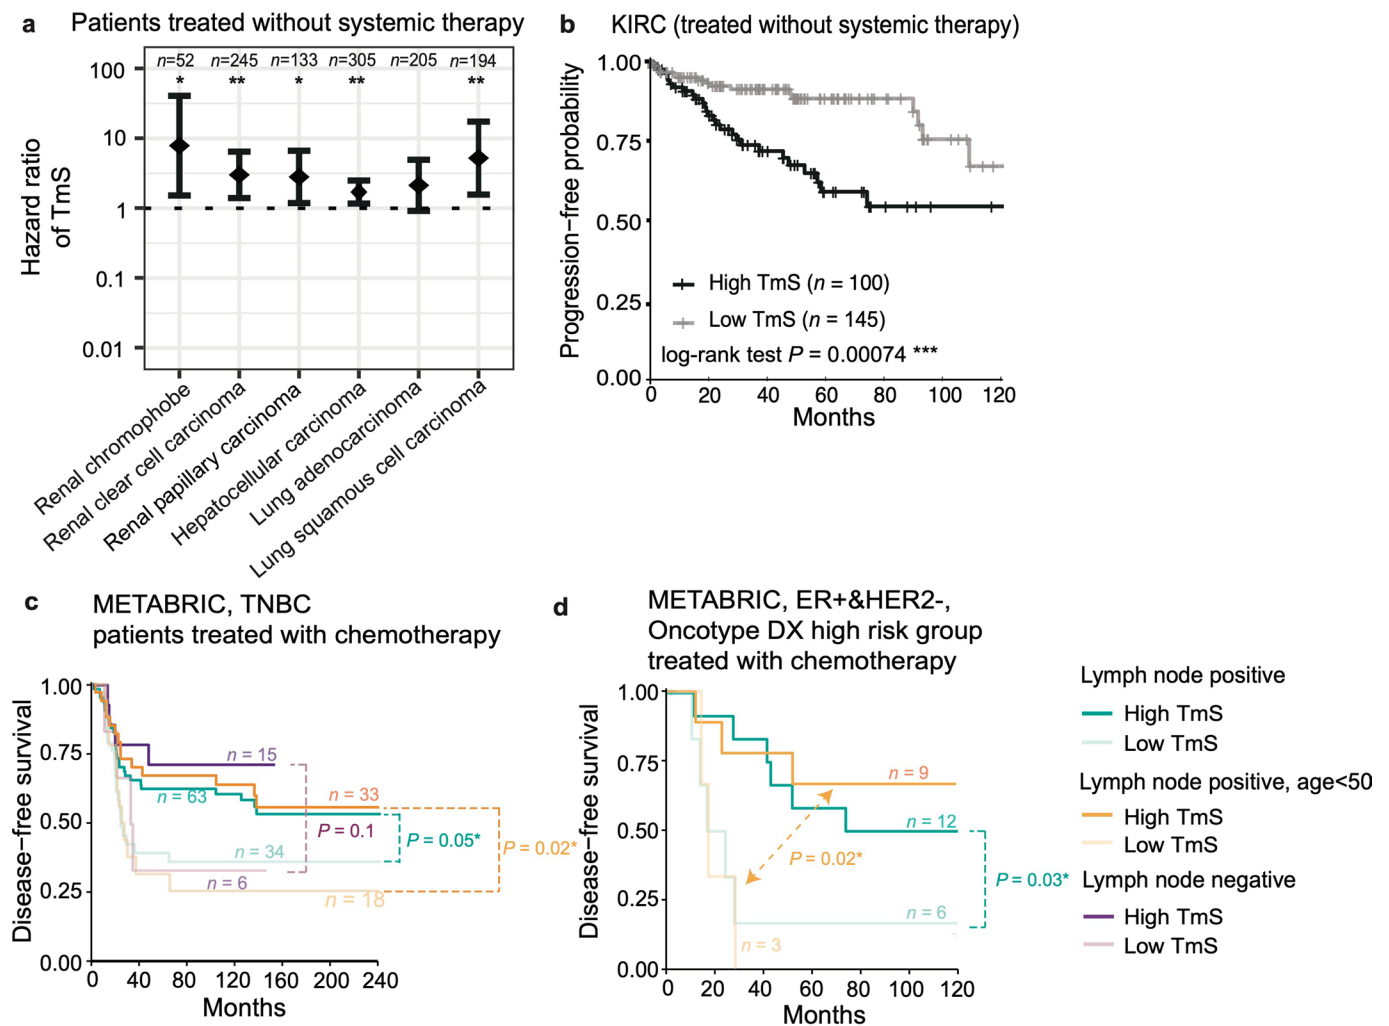 a Patients treated without systemic therapy
n=52 n=245 n=133 n=305 n=205 n=194
* ** * ** **
Hazard ratio
of TmS
100
10
1
0.1
0.01
Renal chromophobe
Renal clear cell carcinoma
Renal papillary carcinoma
Hepatocellular carcinoma
Lung adenocarcinoma
Lung squamous cell carcinoma
b KIRC (treated without systemic therapy)
Progression−free probability
1.00
0.75
0.50
0.25
0.00
High TmS (n = 100)
Low TmS (n = 145)
log-rank test P = 0.00074 ***
0 20 40 60 80 100 120
Months
c METABRIC, TNBC
patients treated with chemotherapy
Disease−free survival
1.00
0.75
0.50
0.25
0.00
n = 15
n = 33
n = 63
P = 0.1
n = 34
n = 6
n = 18
P = 0.05*
P = 0.02*
0 40 80 120 160 200 240
Months
d METABRIC, ER+&HER2-,
Oncotype DX high risk group
treated with chemotherapy
Disease−free survival
1.00
0.75
0.50
0.25
0.00
n = 9
n = 12
P = 0.02*
P = 0.03*
n = 6
n = 3
0 20 40 60 80 100 120
Months
Lymph node positive
High TmS
Low TmS
Lymph node positive, age<50
High TmS
Low TmS
Lymph node negative
High TmS
Low TmS